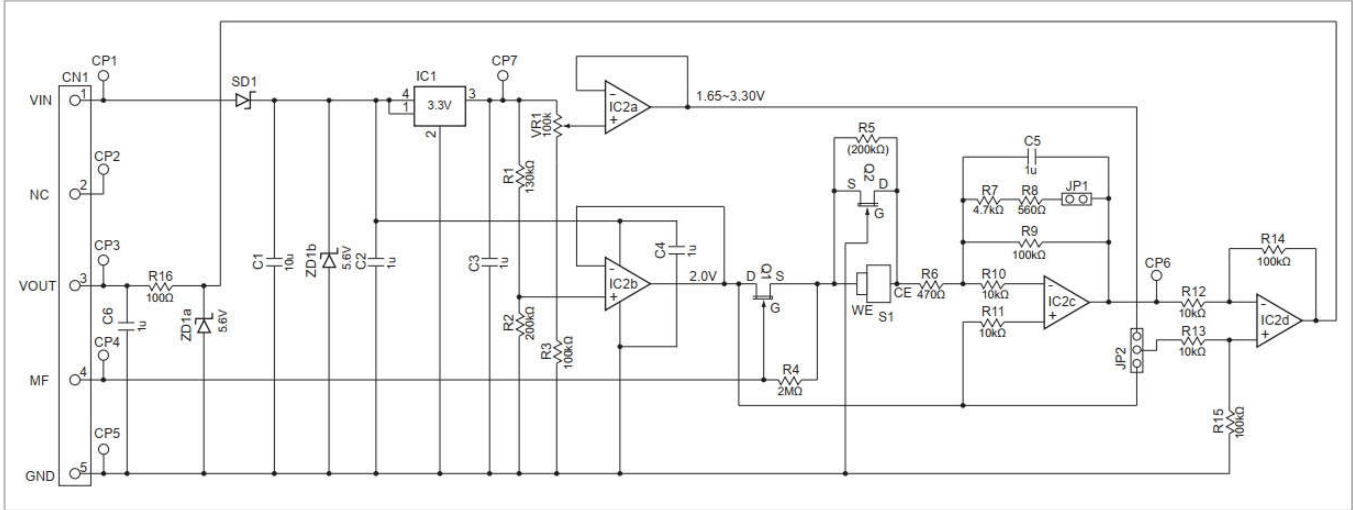 CN1
VIN
1
CP1
NC
2
CP2
VOUT
3
CP3
MF
4
CP4
GND
5
CP5
R16
100Ω
C6
1u
ZD1a
5.6V
SD1
C1
10u
ZD1b
5.6V
C2
1u
IC1
4
1
3.3V
3
2
CP7
C3
1u
R1
130kΩ
R2
200kΩ
VR1
100k
R3
100kΩ
-
+
IC2a
1.65~3.30V
-
+
IC2b
C4
1u
2.0V
D
Q1
S
G
R4
2MΩ
R5
(200kΩ)
Q2
S
D
G
WE
CE
S1
R6
470Ω
C5
1u
R7
4.7kΩ
R8
560Ω
JP1
R9
100kΩ
R10
10kΩ
R11
10kΩ
-
+
IC2c
CP6
JP2
R12
10kΩ
R13
10kΩ
R14
100kΩ
-
+
IC2d
R15
100kΩ